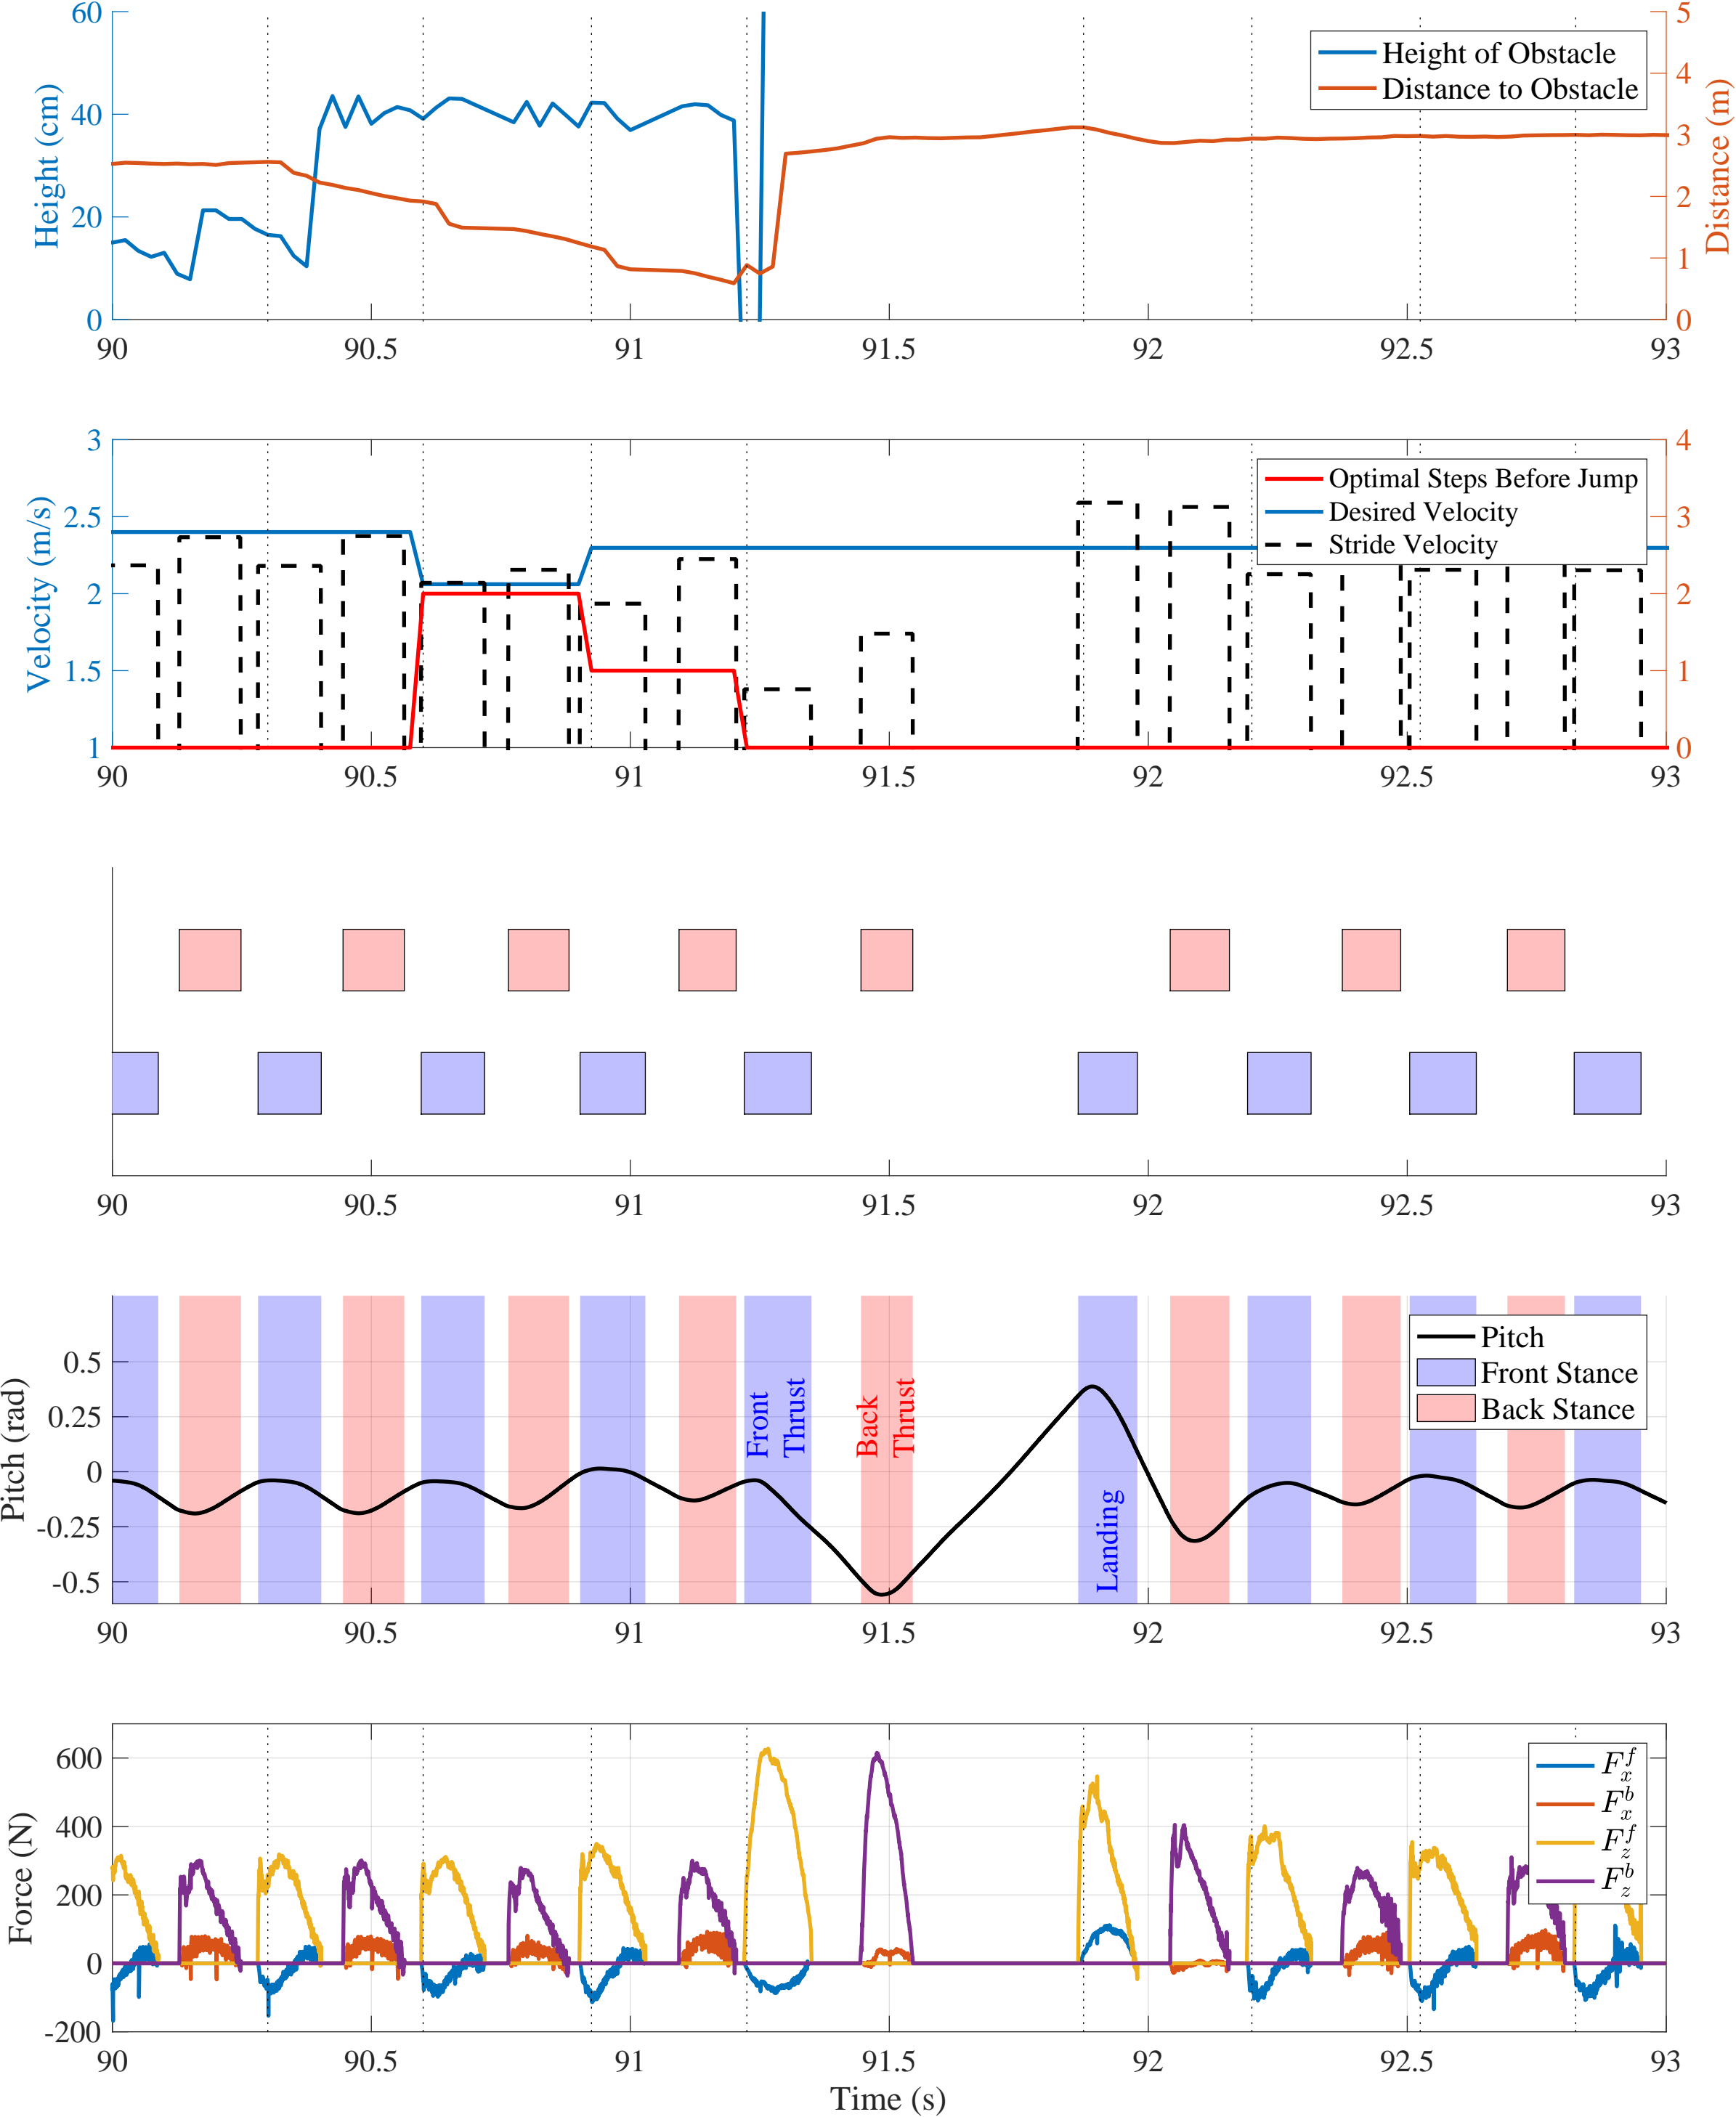 60
40
20
0
Height (cm)
5
4
3
2
1
0
Distance (m)
Height of Obstacle
Distance to Obstacle
90 90.5 91 91.5 92 92.5 93
3
2.5
2
1.5
1
Velocity (m/s)
4
3
2
1
0
Optimal Steps Before Jump
Desired Velocity
Stride Velocity
90 90.5 91 91.5 92 92.5 93
90 90.5 91 91.5 92 92.5 93
0.5
0.25
0
-0.25
-0.5
Pitch (rad)
Front
Thrust
Back
Thrust
Landing
Pitch
Front Stance
Back Stance
90 90.5 91 91.5 92 92.5 93
600
400
200
0
-200
Force (N)
F_x^f
F_x^b
F_z^f
F_z^b
90 90.5 91 91.5 92 92.5 93
Time (s)